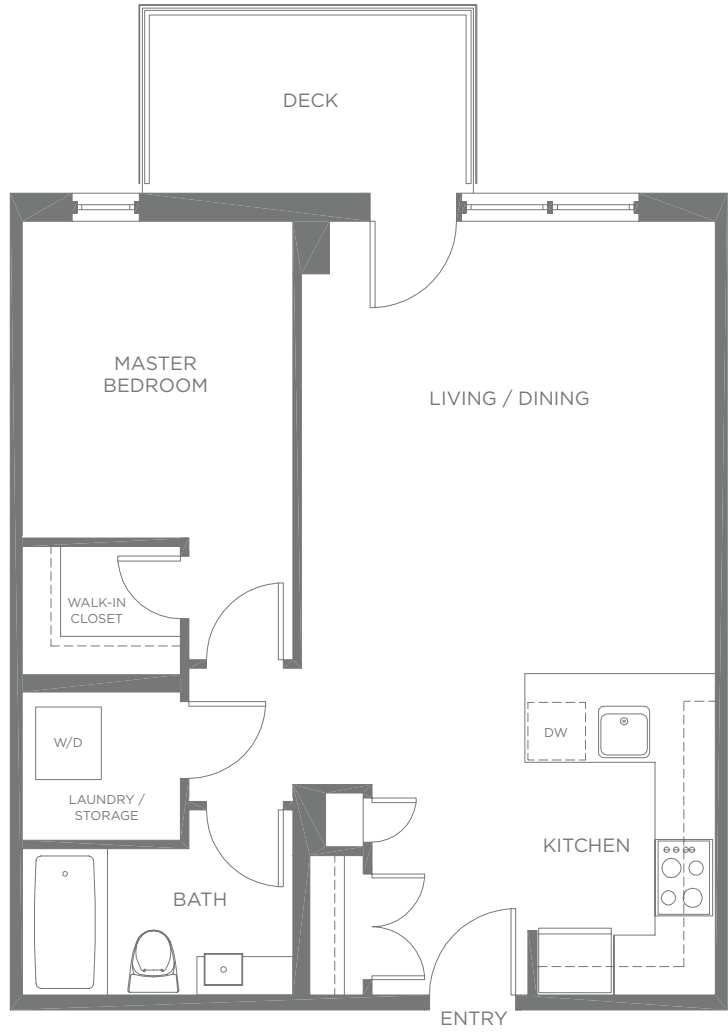 DECK
MASTER
BEDROOM
LIVING / DINING
WALK-IN
CLOSET
W/D
DW
LAUNDRY /
STORAGE
KITCHEN
BATH
ENTRY